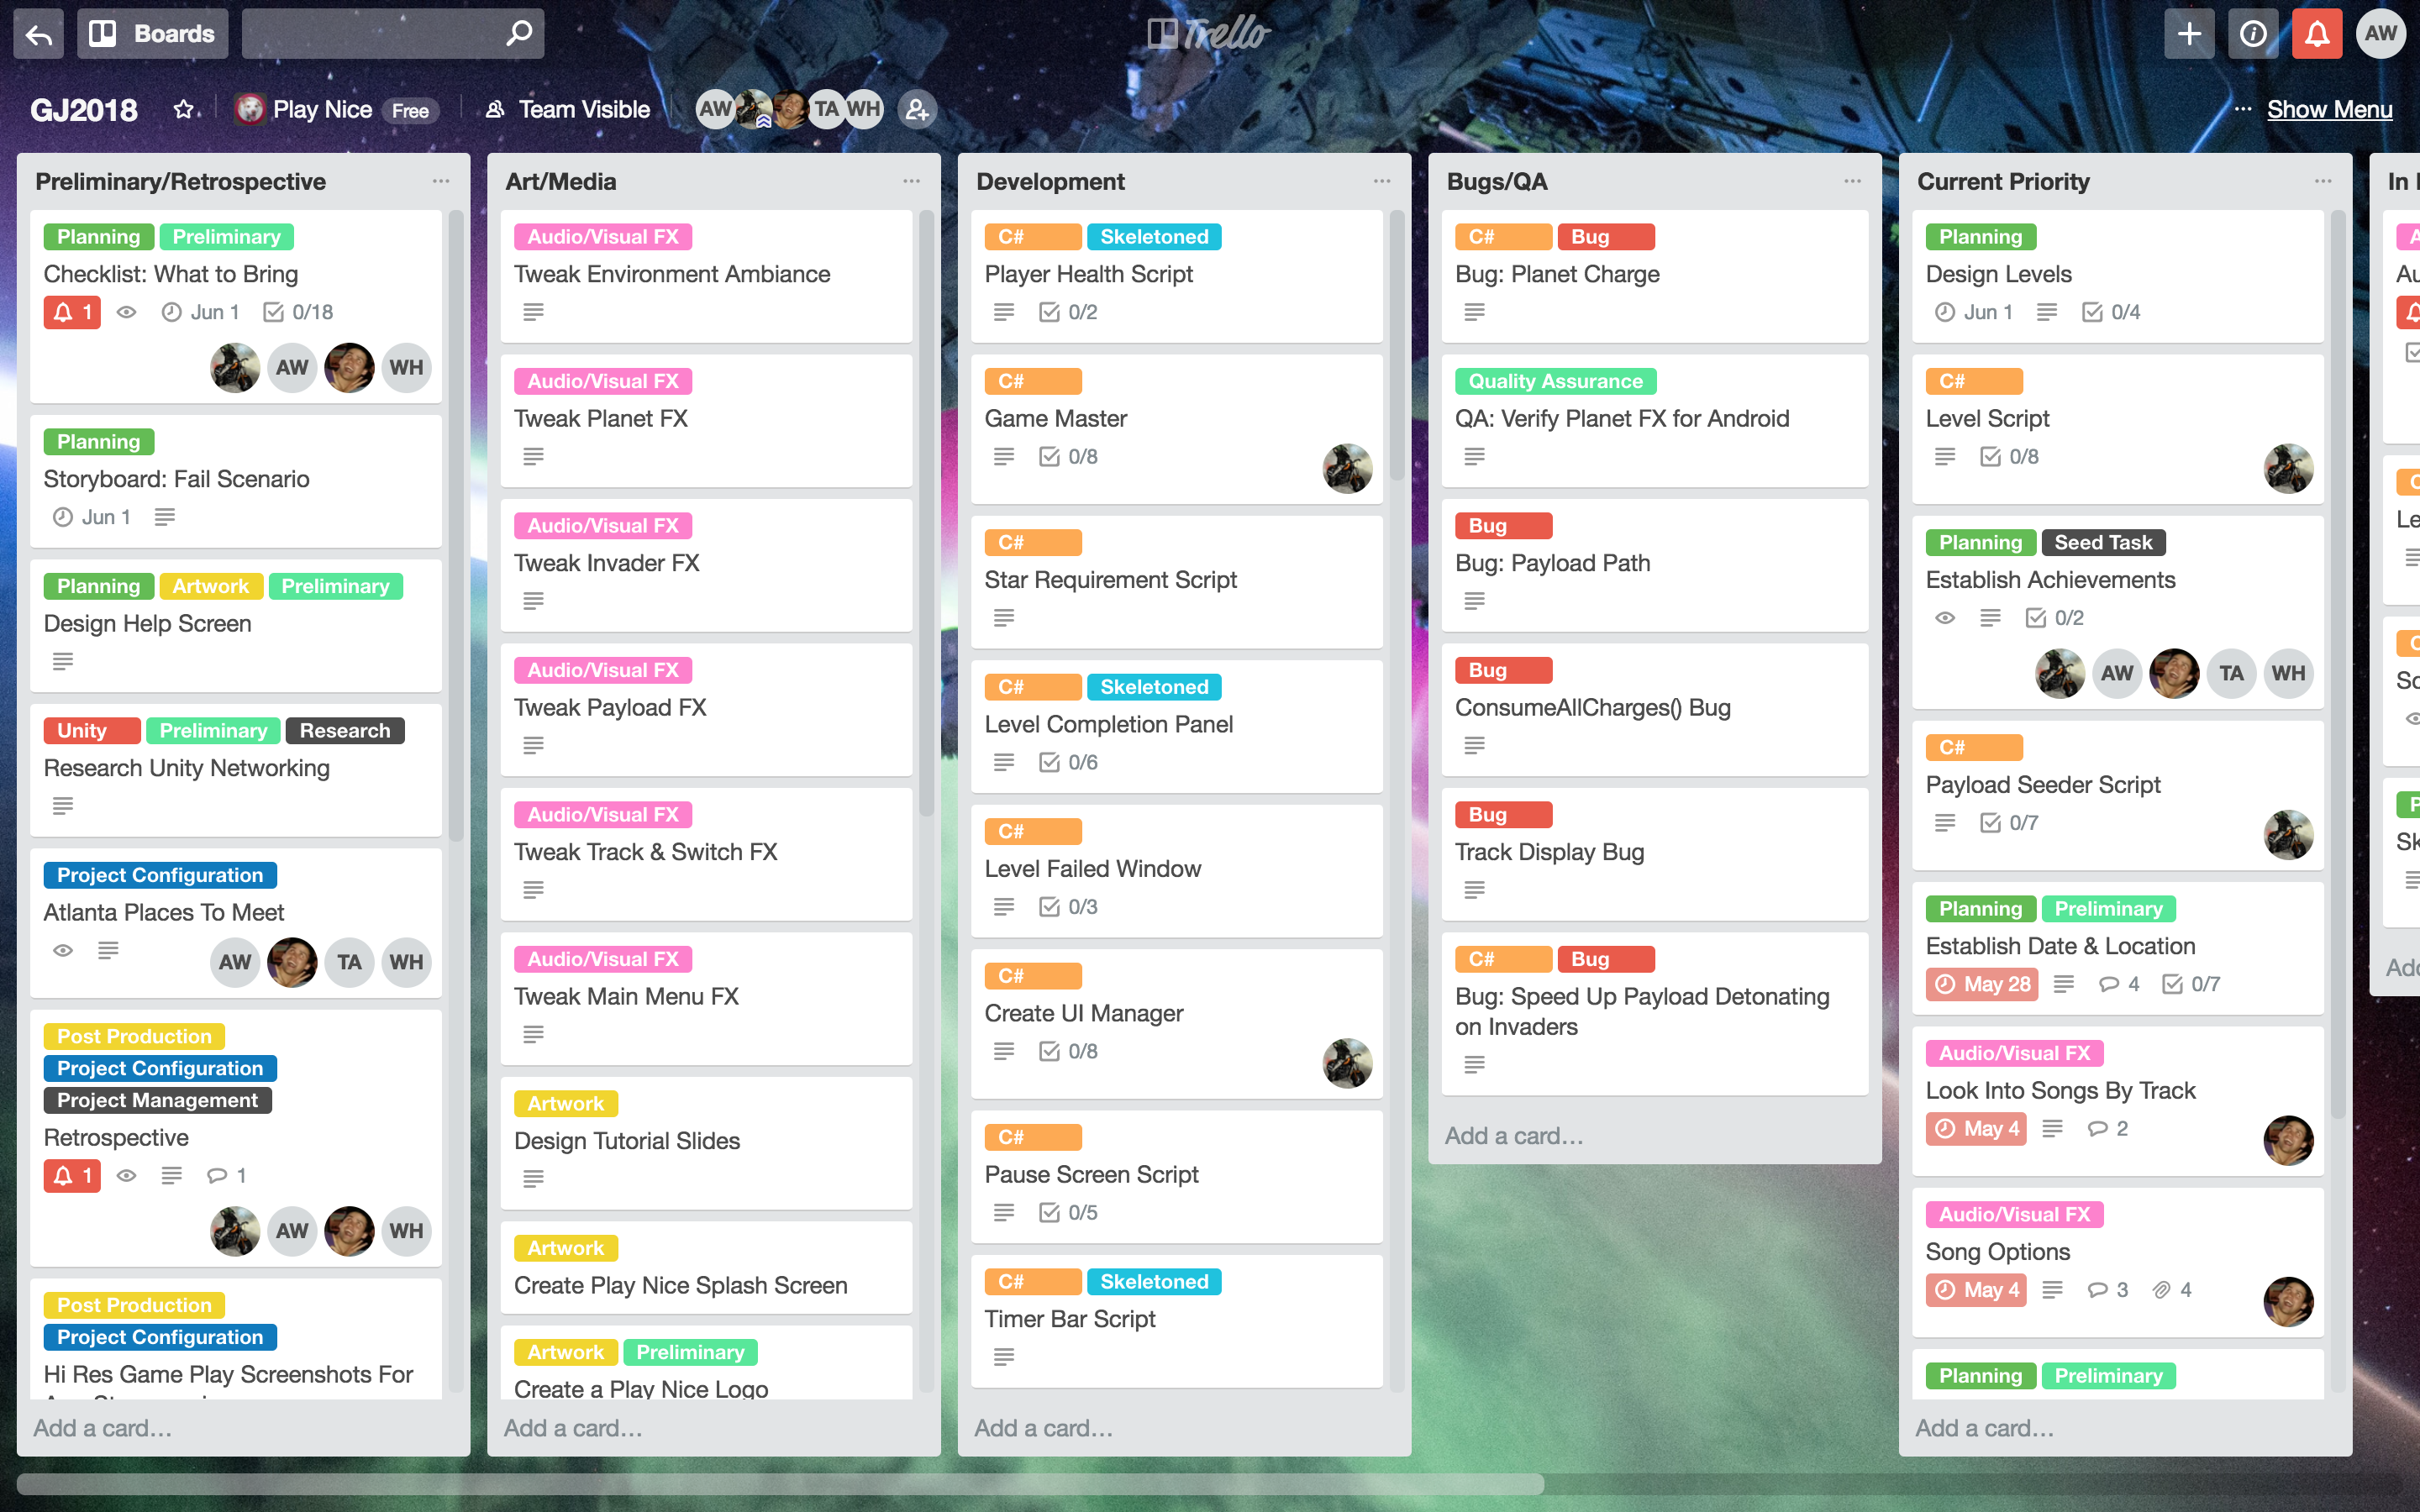 Boards
Trello
AW
GJ2018
Play Nice
Free
Team Visible
AW
TA
WH
Show Menu
Preliminary/Retrospective
Planning Preliminary
Checklist: What to Bring
1 Jun 1 0/18
AW WH
Planning
Storyboard: Fail Scenario
Jun 1
Planning Artwork Preliminary
Design Help Screen
Unity Preliminary Research
Research Unity Networking
Project Configuration
Atlanta Places To Meet
AW TA WH
Post Production
Project Configuration
Project Management
Retrospective
1 1
AW WH
Post Production
Project Configuration
Hi Res Game Play Screenshots For
Add a card…
Art/Media
Audio/Visual FX
Tweak Environment Ambiance
Audio/Visual FX
Tweak Planet FX
Audio/Visual FX
Tweak Invader FX
Audio/Visual FX
Tweak Payload FX
Audio/Visual FX
Tweak Track & Switch FX
Audio/Visual FX
Tweak Main Menu FX
Artwork
Design Tutorial Slides
Artwork
Create Play Nice Splash Screen
Artwork Preliminary
Create a Play Nice Logo
Add a card…
Development
C# Skeletoned
Player Health Script
0/2
C#
Game Master
0/8
C#
Star Requirement Script
C# Skeletoned
Level Completion Panel
0/6
C#
Level Failed Window
0/3
C#
Create UI Manager
0/8
C#
Pause Screen Script
0/5
C# Skeletoned
Timer Bar Script
Add a card…
Bugs/QA
C# Bug
Bug: Planet Charge
Quality Assurance
QA: Verify Planet FX for Android
Bug
Bug: Payload Path
Bug
ConsumeAllCharges() Bug
Bug
Track Display Bug
C# Bug
Bug: Speed Up Payload Detonating
on Invaders
Add a card…
Current Priority
Planning
Design Levels
Jun 1 0/4
C#
Level Script
0/8
Planning Seed Task
Establish Achievements
0/2
AW TA WH
C#
Payload Seeder Script
0/7
Planning Preliminary
Establish Date & Location
May 28 4 0/7
Audio/Visual FX
Look Into Songs By Track
May 4 2
Audio/Visual FX
Song Options
May 4 3 4
Planning Preliminary
Add a card…
In